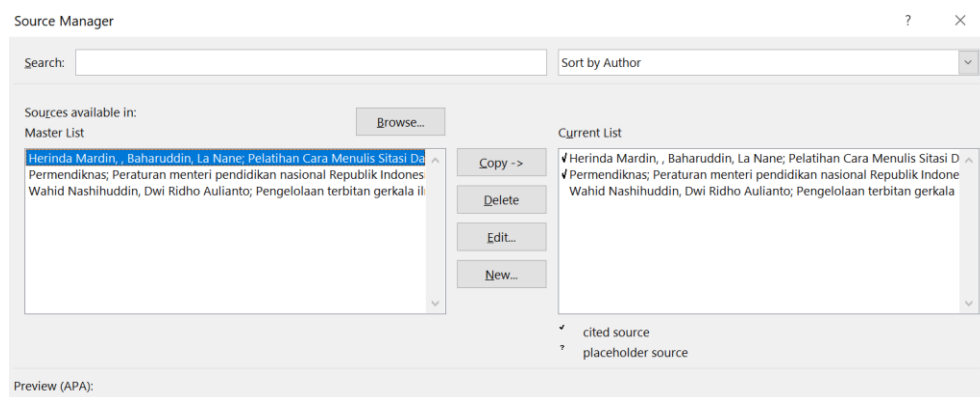 Source Manager
?
Search:
Sort by Author
Sources available in:
Master List
Browse...
Current List
Herinda Mardin, , Baharuddin, La Nane; Pelatihan Cara Menulis Sitasi Da
Permendiknas; Peraturan menteri pendidikan nasional Republik Indones
Wahid Nashihuddin, Dwi Ridho Aulianto; Pengelolaan terbitan gerkala il
Copy ->
Delete
Edit...
New...
Herinda Mardin, , Baharuddin, La Nane; Pelatihan Cara Menulis Sitasi D
Permendiknas; Peraturan menteri pendidikan nasional Republik Indone
Wahid Nashihuddin, Dwi Ridho Aulianto; Pengelolaan terbitan gerkala
cited source
? placeholder source
Preview (APA):